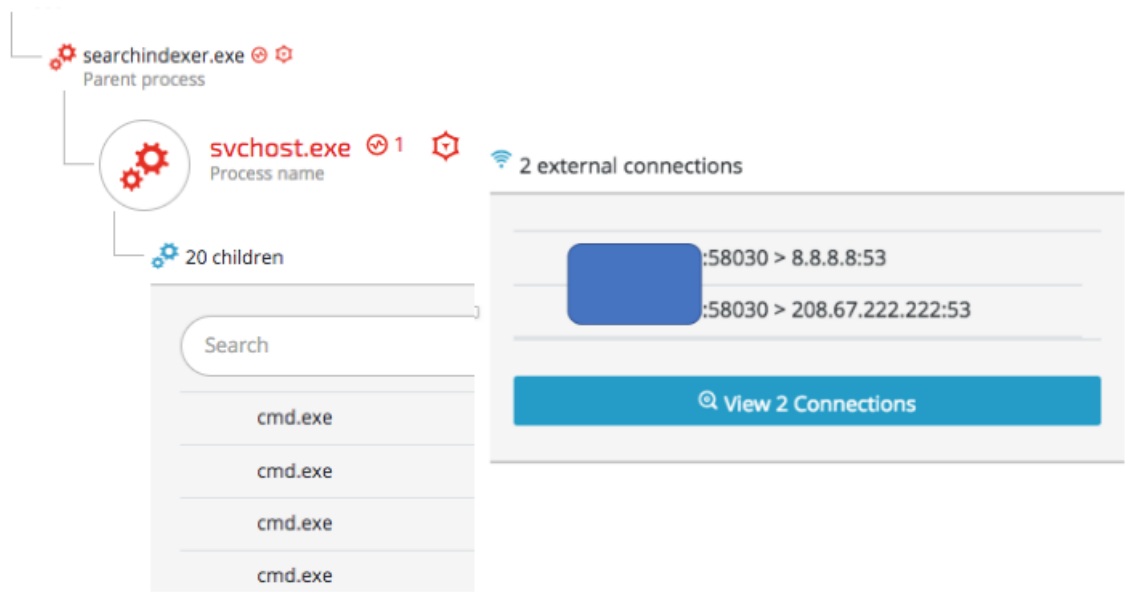 searchindexer.exe
Parent process
svchost.exe 1
Process name
20 children
Search
cmd.exe
cmd.exe
cmd.exe
cmd.exe
2 external connections
:58030 > 8.8.8.8:53
:58030 > 208.67.222.222:53
View 2 Connections